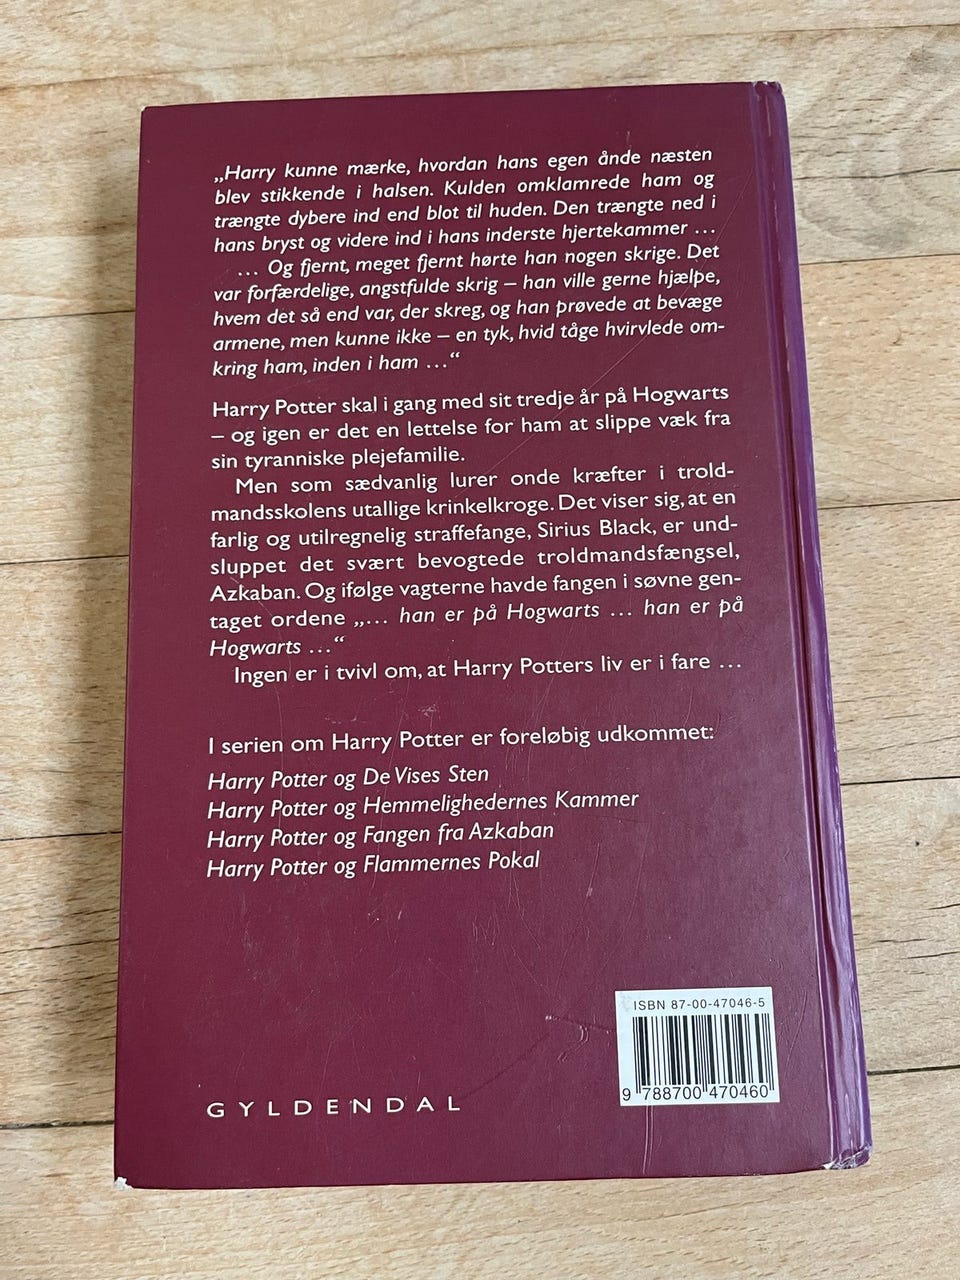 „Harry kunne mærke, hvordan hans egen ånde næsten
blev stikkende i halsen. Kulden omklamrede ham og
trængte dybere ind end blot til huden. Den trængte ned i
hans bryst og videre ind i hans inderste hjertekammer ...
... Og fjernt, meget fjernt hørte han nogen skrige. Det
var forfærdelige, angstfulde skrig – han ville gerne hjælpe,
hvem det så end var, der skreg, og han prøvede at bevæge
armene, men kunne ikke – en tyk, hvid tåge hvirvlede om-
kring ham, inden i ham ...“
Harry Potter skal i gang med sit tredje år på Hogwarts
– og igen er det en lettelse for ham at slippe væk fra
sin tyranniske plejefamilie.
Men som sædvanlig lurer onde kræfter i trold-
mandsskolens utallige krinkelkroge. Det viser sig, at en
farlig og utilregnelig straffefange, Sirius Black, er und-
sluppet det svært bevogtede troldmandsfængsel,
Azkaban. Og ifølge vagterne havde fangen i søvne gen-
taget ordene „... han er på Hogwarts ... han er på
Hogwarts ...“
Ingen er i tvivl om, at Harry Potters liv er i fare ...
I serien om Harry Potter er foreløbig udkommet:
Harry Potter og De Vises Sten
Harry Potter og Hemmelighedernes Kammer
Harry Potter og Fangen fra Azkaban
Harry Potter og Flammernes Pokal
ISBN 87-00-47046-5
9 788700 470460
GYLDENDAL